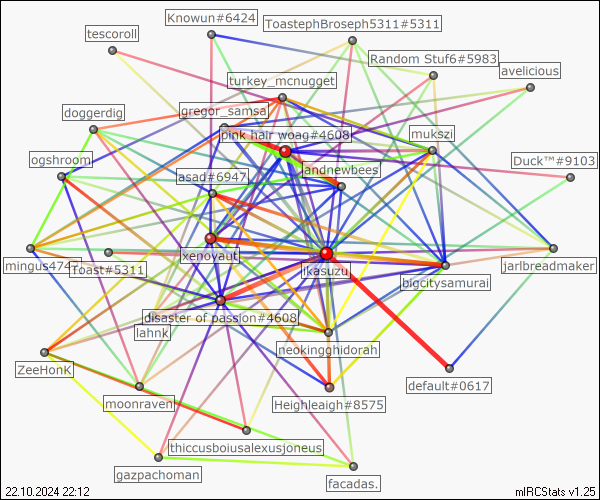 Knowun#6424
ToastephBroseph5311#5311
tescoroll
Random Stuf6#5983
avelicious
turkey_mcnugget
doggerdig
gregor_samsa
pink hair woag#4608
mukszi
ogshroom
Duck™#9103
asad#6947
andnewbees
xenoyaut
mingus4747
Toast#5311
ikasuzu
jarlbreadmaker
bigcitysamurai
disaster of passion#4608
lahnk
neokingghidorah
ZeeHonK
default#0617
moonraven
Heighleaigh#8575
thiccusboiusalexusjoneus
gazpachoman
facadas.
22.10.2024 22:12
mIRCStats v1.25